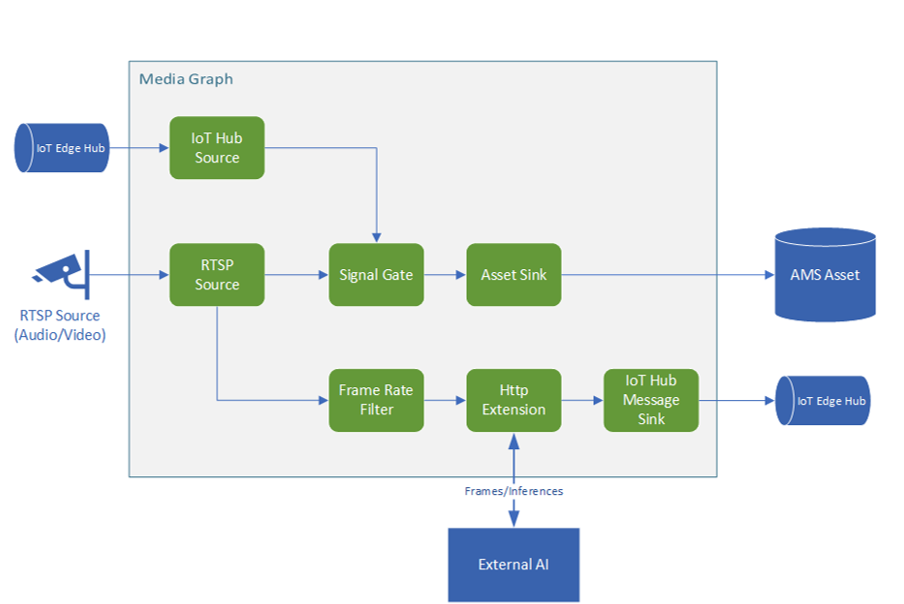 Media Graph
IoT Edge Hub
IoT Hub
Source
RTSP
Source
Signal Gate
Asset Sink
AMS Asset
RTSP Source
(Audio/Video)
Frame Rate
Filter
Http
Extension
IoT Hub
Message
Sink
IoT Edge Hub
Frames/Inferences
External AI